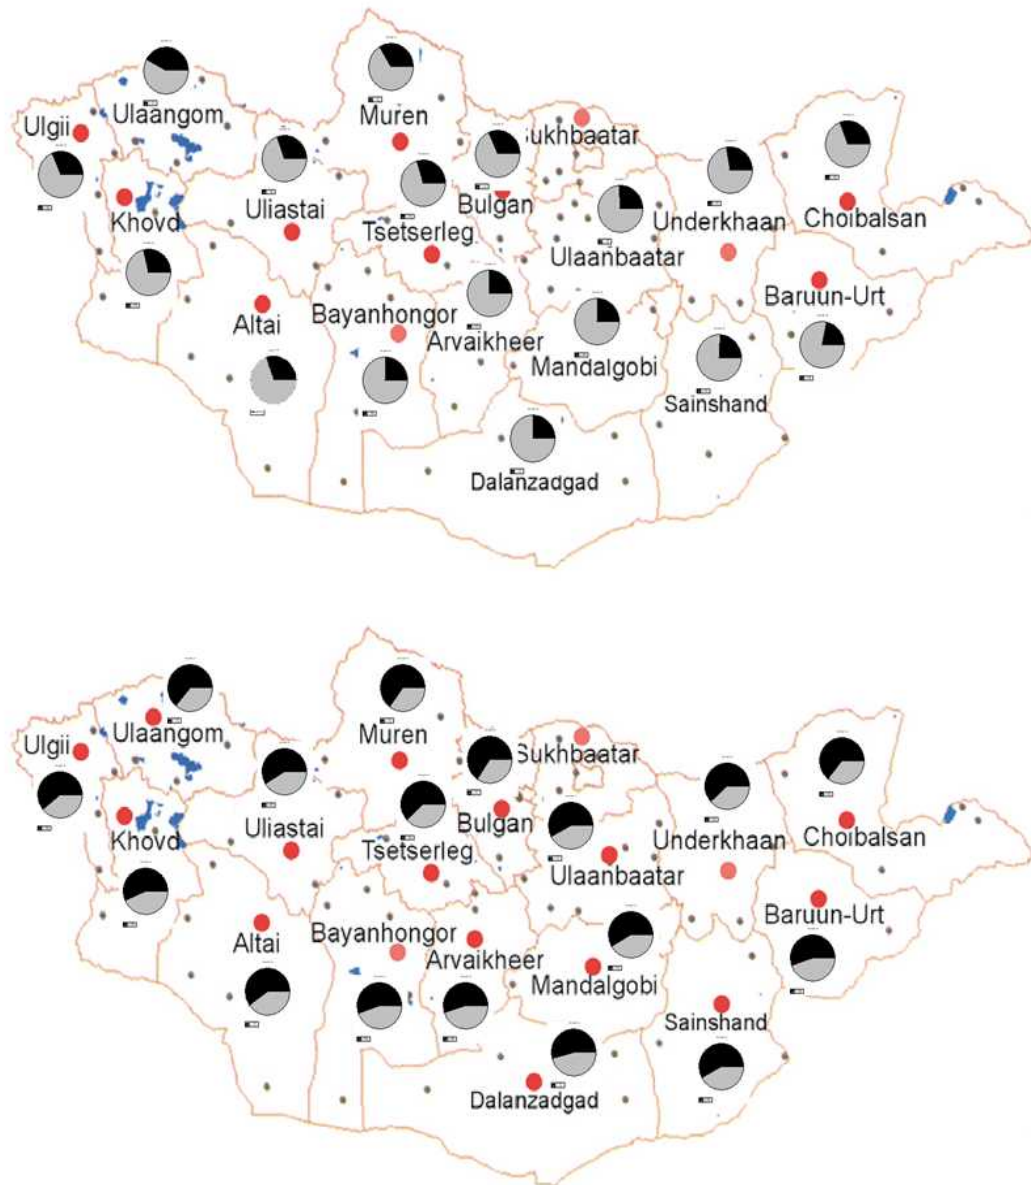 Ulaangom
Muren
Ulgii
Sukhbaatar
Khovd
Uliastai
Bulgan
Tsetserleg
Ulaanbaatar
Underkhaan
Choibalsan
Altai
Bayanhongor
Arvaikheer
Mandalgobi
Baruun-Urt
Sainshand
Dalanzadgad
Ulgii
Ulaangom
Muren
Sukhbaatar
Khovd
Uliastai
Bulgan
Tsetserleg
Ulaanbaatar
Underkhaan
Choibalsan
Altai
Bayanhongor
Arvaikheer
Mandalgobi
Baruun-Urt
Sainshand
Dalanzadgad